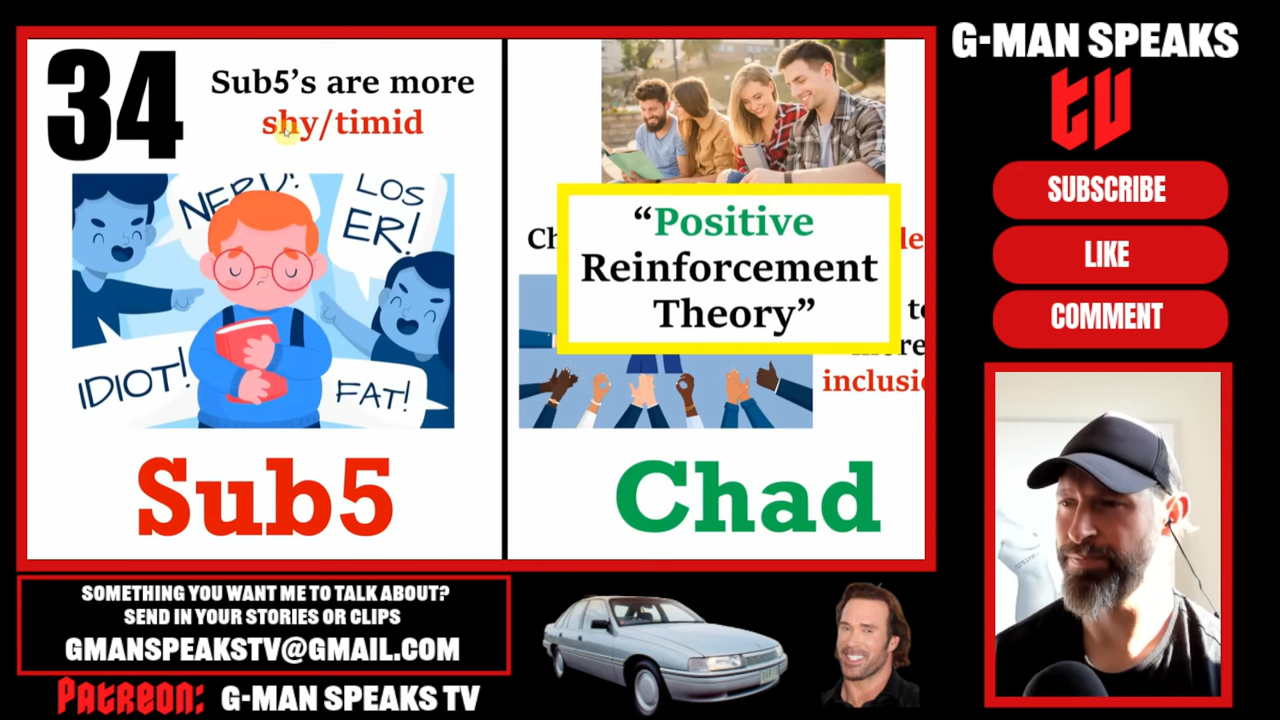 34
Sub5's are more
shy/timid
NERD!
LOS
ER!
IDIOT!
FAT!
Sub5
Ch
"Positive
Reinforcement
Theory"
inclusi
Chad
G-MAN SPEAKS
TV
SUBSCRIBE
LIKE
COMMENT
SOMETHING YOU WANT ME TO TALK ABOUT?
SEND IN YOUR STORIES OR CLIPS
GMANSPEAKSTV@GMAIL.COM
PATREON: G-MAN SPEAKS TV